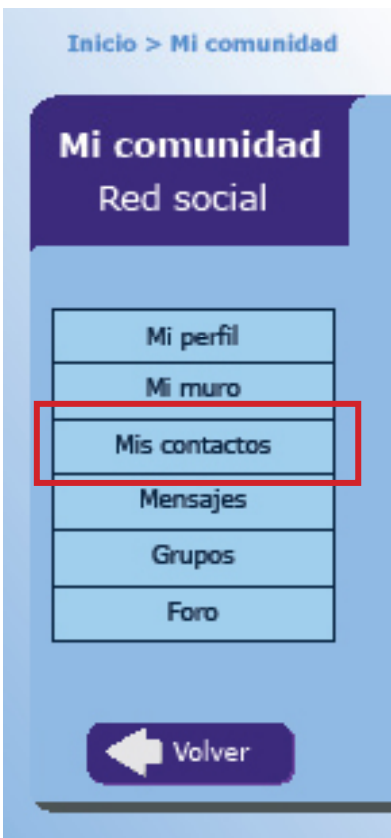 Inicio > Mi comunidad
Mi comunidad
Red social
Mi perfil
Mi muro
Mis contactos
Mensajes
Grupos
Foro
Volver